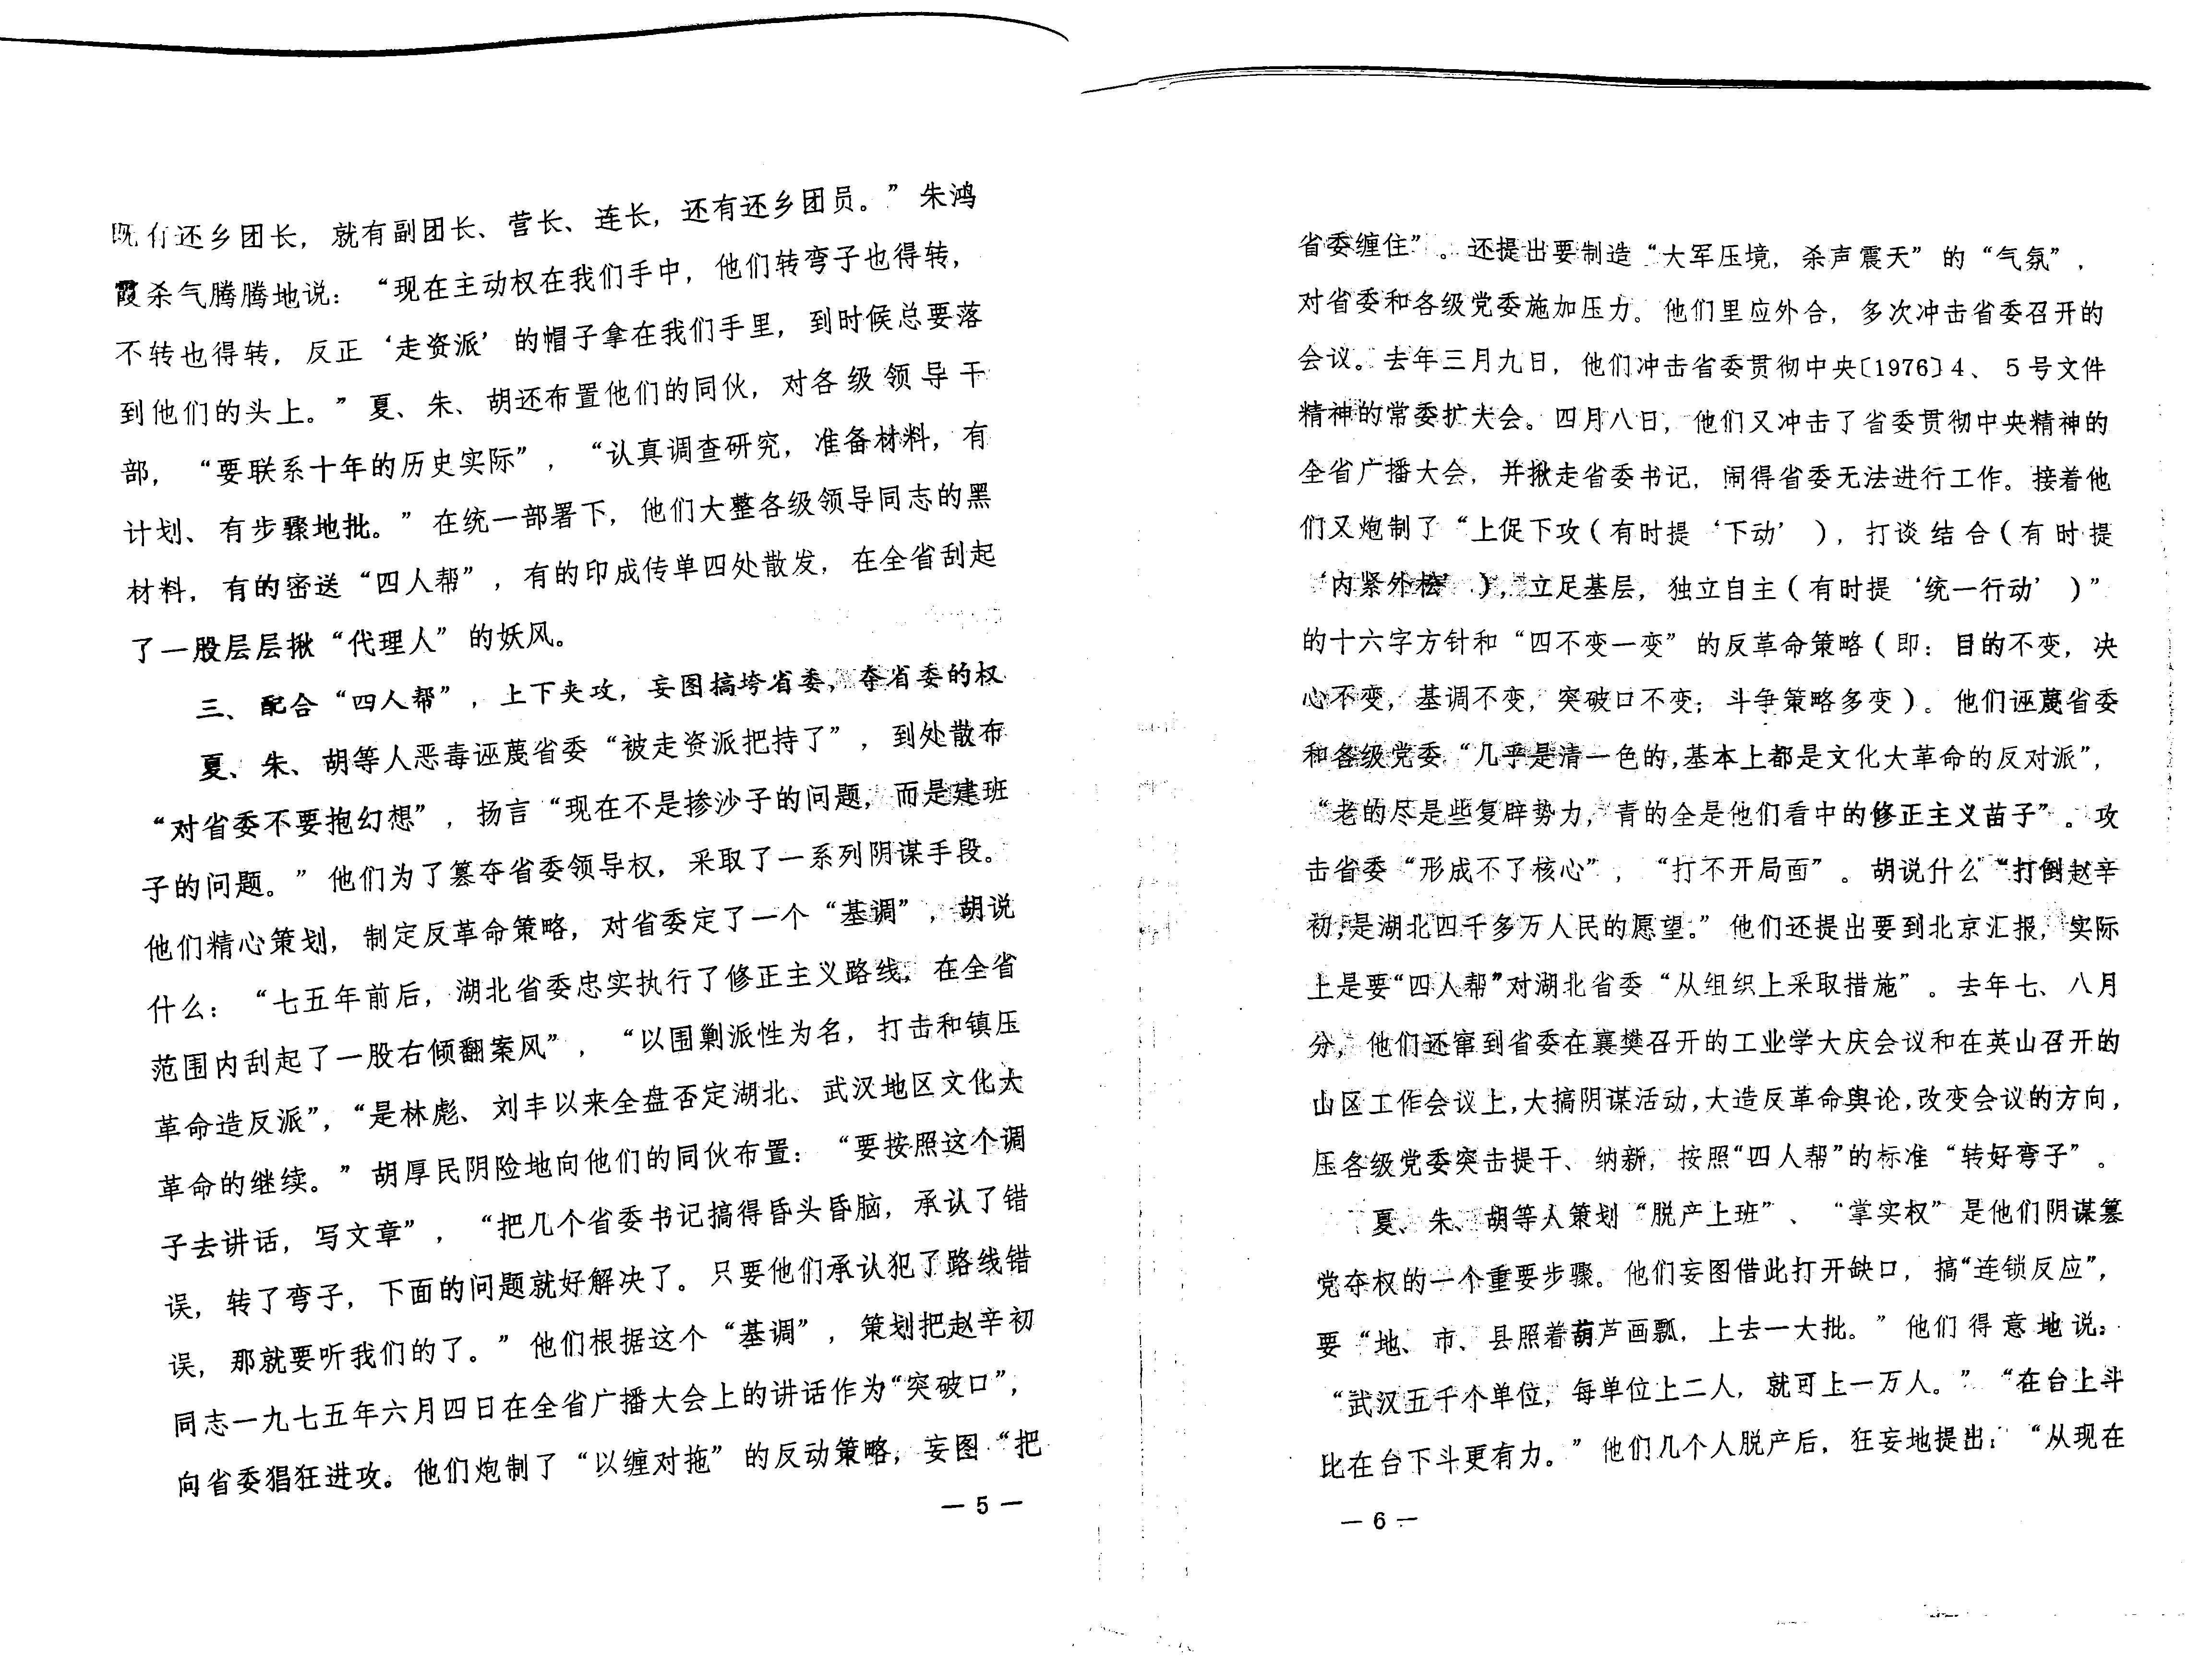 既有还乡团长，就有副团长、营长、连长，还有还乡团员。”朱鸿
霞杀气腾腾地说：“现在主动权在我们手中，他们转弯子也得转，
不转也得转，反正‘走资派’的帽子拿在我们手里，到时候总要落
到他们的头上。”夏、朱、胡还布置他们的同伙，对各级领导干
部，“要联系十年的历史实际”，“认真调查研究，准备材料，有
计划、有步骤地批。”在统一部署下，他们大整各级领导同志的黑
材料，有的密送“四人帮”，有的印成传单四处散发，在全省刮起
了一股层层揪“代理人”的妖风。
三、配合“四人帮”，上下夹攻，妄图搞垮省委，夺省委的权
夏、朱、胡等人恶毒诬蔑省委“被走资派把持了”，到处散布
“对省委不要抱幻想”，扬言“现在不是掺沙子的问题，而是建班
子的问题。”他们为了篡夺省委领导权，采取了一系列阴谋手段。
他们精心策划，制定反革命策略，对省委定了一个“基调”，胡说
什么：“七五年前后，湖北省委忠实执行了修正主义路线，在全省
范围内刮起了一股右倾翻案风”，“以围剿派性为名，打击和镇压
革命造反派”，“是林彪、刘丰以来全盘否定湖北、武汉地区文化大
革命的继续。”胡厚民阴险地向他们的同伙布置：“要按照这个调
子去讲话，写文章”，“把几个省委书记搞得昏头昏脑，承认了错
误，转了弯子，下面的问题就好解决了。只要他们承认犯了路线错
误，那就要听我们的了。”他们根据这个“基调”，策划把赵辛初
同志一九七五年六月四日在全省广播大会上的讲话作为“突破口”，
向省委猖狂进攻。他们炮制了“以缠对拖”的反动策略，妄图“把
— 5 —
省委缠住”。还提出要制造“大军压境，杀声震天”的“气氛”，
对省委和各级党委施加压力。他们里应外合，多次冲击省委召开的
会议。去年三月九日，他们冲击省委贯彻中央〔1976〕4、5号文件
精神的常委扩大会。四月八日，他们又冲击了省委贯彻中央精神的
全省广播大会，并揪走省委书记，闹得省委无法进行工作。接着他
们又炮制了“上促下攻（有时提‘下动’），打谈结合（有时提
‘内紧外松’），立足基层，独立自主（有时提‘统一行动’）”
的十六字方针和“四不变一变”的反革命策略（即：目的不变，决
心不变，基调不变，突破口不变；斗争策略多变）。他们诬蔑省委
和各级党委“几乎是清一色的，基本上都是文化大革命的反对派”，
“老的尽是些复辟势力，青的全是他们看中的修正主义苗子”。攻
击省委“形成不了核心”，“打不开局面”。胡说什么“打倒赵辛
初，是湖北四千多万人民的愿望。”他们还提出要到北京汇报，实际
上是要“四人帮”对湖北省委“从组织上采取措施”。去年七、八月
分，他们还窜到省委在襄樊召开的工业学大庆会议和在英山召开的
山区工作会议上，大搞阴谋活动，大造反革命舆论，改变会议的方向，
压各级党委突击提干、纳新，按照“四人帮”的标准“转好弯子”。
夏、朱、胡等人策划“脱产上班”、“掌实权”是他们阴谋篡
党夺权的一个重要步骤。他们妄图借此打开缺口，搞“连锁反应”，
要“地、市、县照着葫芦画瓢，上去一大批。”他们得意地说：
“武汉五千个单位，每单位上二人，就可上一万人。”“在台上斗
比在台下斗更有力。”他们几个人脱产后，狂妄地提出：“从现在
— 6 —